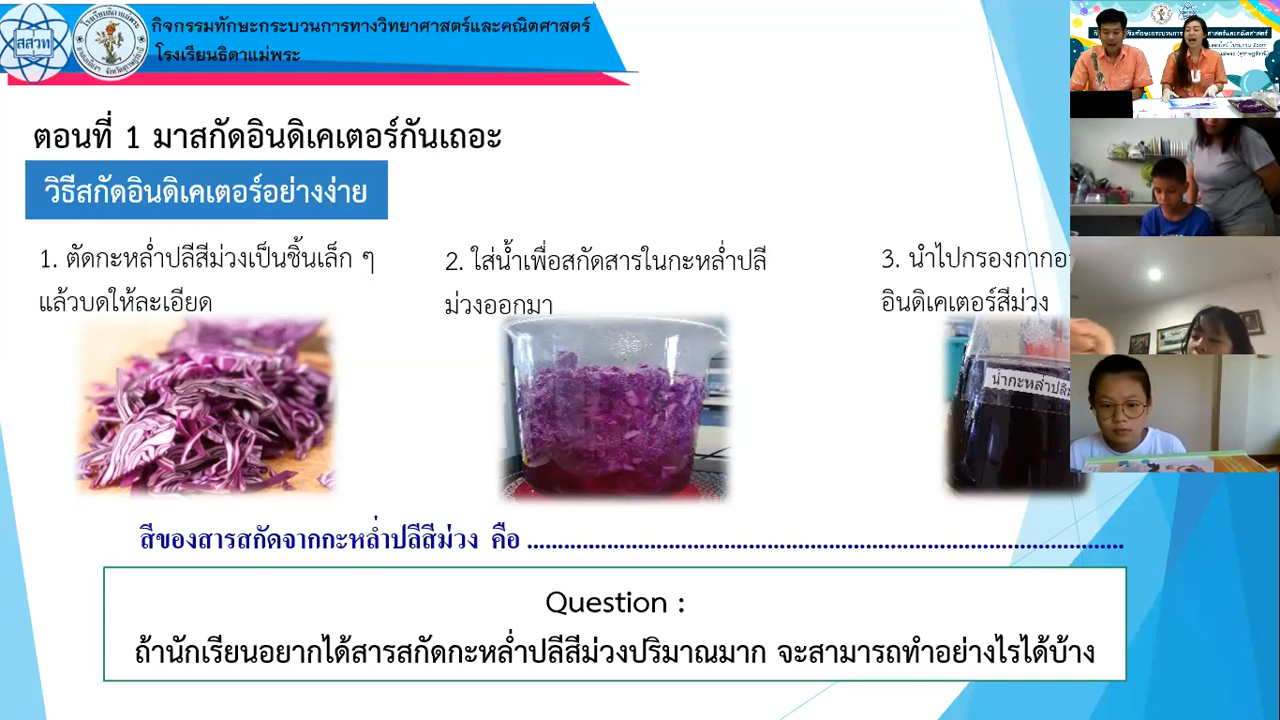 สสวท
กิจกรรมทักษะกระบวนการทางวิทยาศาสตร์และคณิตศาสตร์
โรงเรียนธิดาแม่พระ
ตอนที่ 1 มาสกัดอินดิเคเตอร์กันเถอะ
วิธีสกัดอินดิเคเตอร์อย่างง่าย
1. ตัดกะหล่ำปลีสีม่วงเป็นชิ้นเล็ก ๆ
แล้วบดให้ละเอียด
2. ใส่น้ำเพื่อสกัดสารในกะหล่ำปลี
ม่วงออกมา
3. นำไปกรองกากอ
อินดิเคเตอร์สีม่วง
น้ำกะหล่ำปลี
สีของสารสกัดจากกะหล่ำปลีสีม่วง คือ ..........................................................................................
Question :
ถ้านักเรียนอยากได้สารสกัดกะหล่ำปลีสีม่วงปริมาณมาก จะสามารถทำอย่างไรได้บ้าง